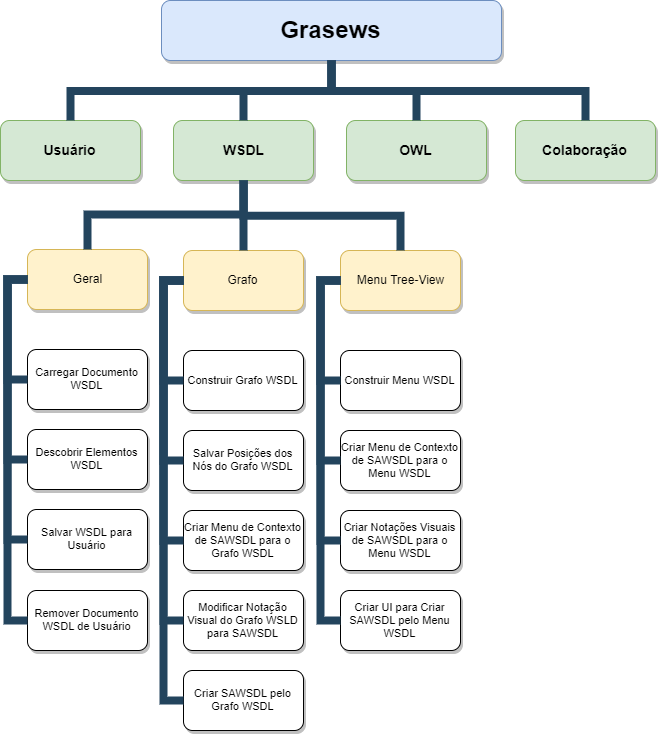 Grasews
Usuário
WSDL
OWL
Colaboração
Geral
Grafo
Menu Tree-View
Carregar Documento
WSDL
Descobrir Elementos
WSDL
Salvar WSDL para
Usuário
Remover Documento
WSDL de Usuário
Construir Grafo WSDL
Salvar Posições dos
Nós do Grafo WSDL
Criar Menu de Contexto
de SAWSDL para o
Grafo WSDL
Modificar Notação
Visual do Grafo WSLD
para SAWSDL
Criar SAWSDL pelo
Grafo WSDL
Construir Menu WSDL
Criar Menu de Contexto
de SAWSDL para o
Menu WSDL
Criar Notações Visuais
de SAWSDL para o
Menu WSDL
Criar UI para Criar
SAWSDL pelo Menu
WSDL